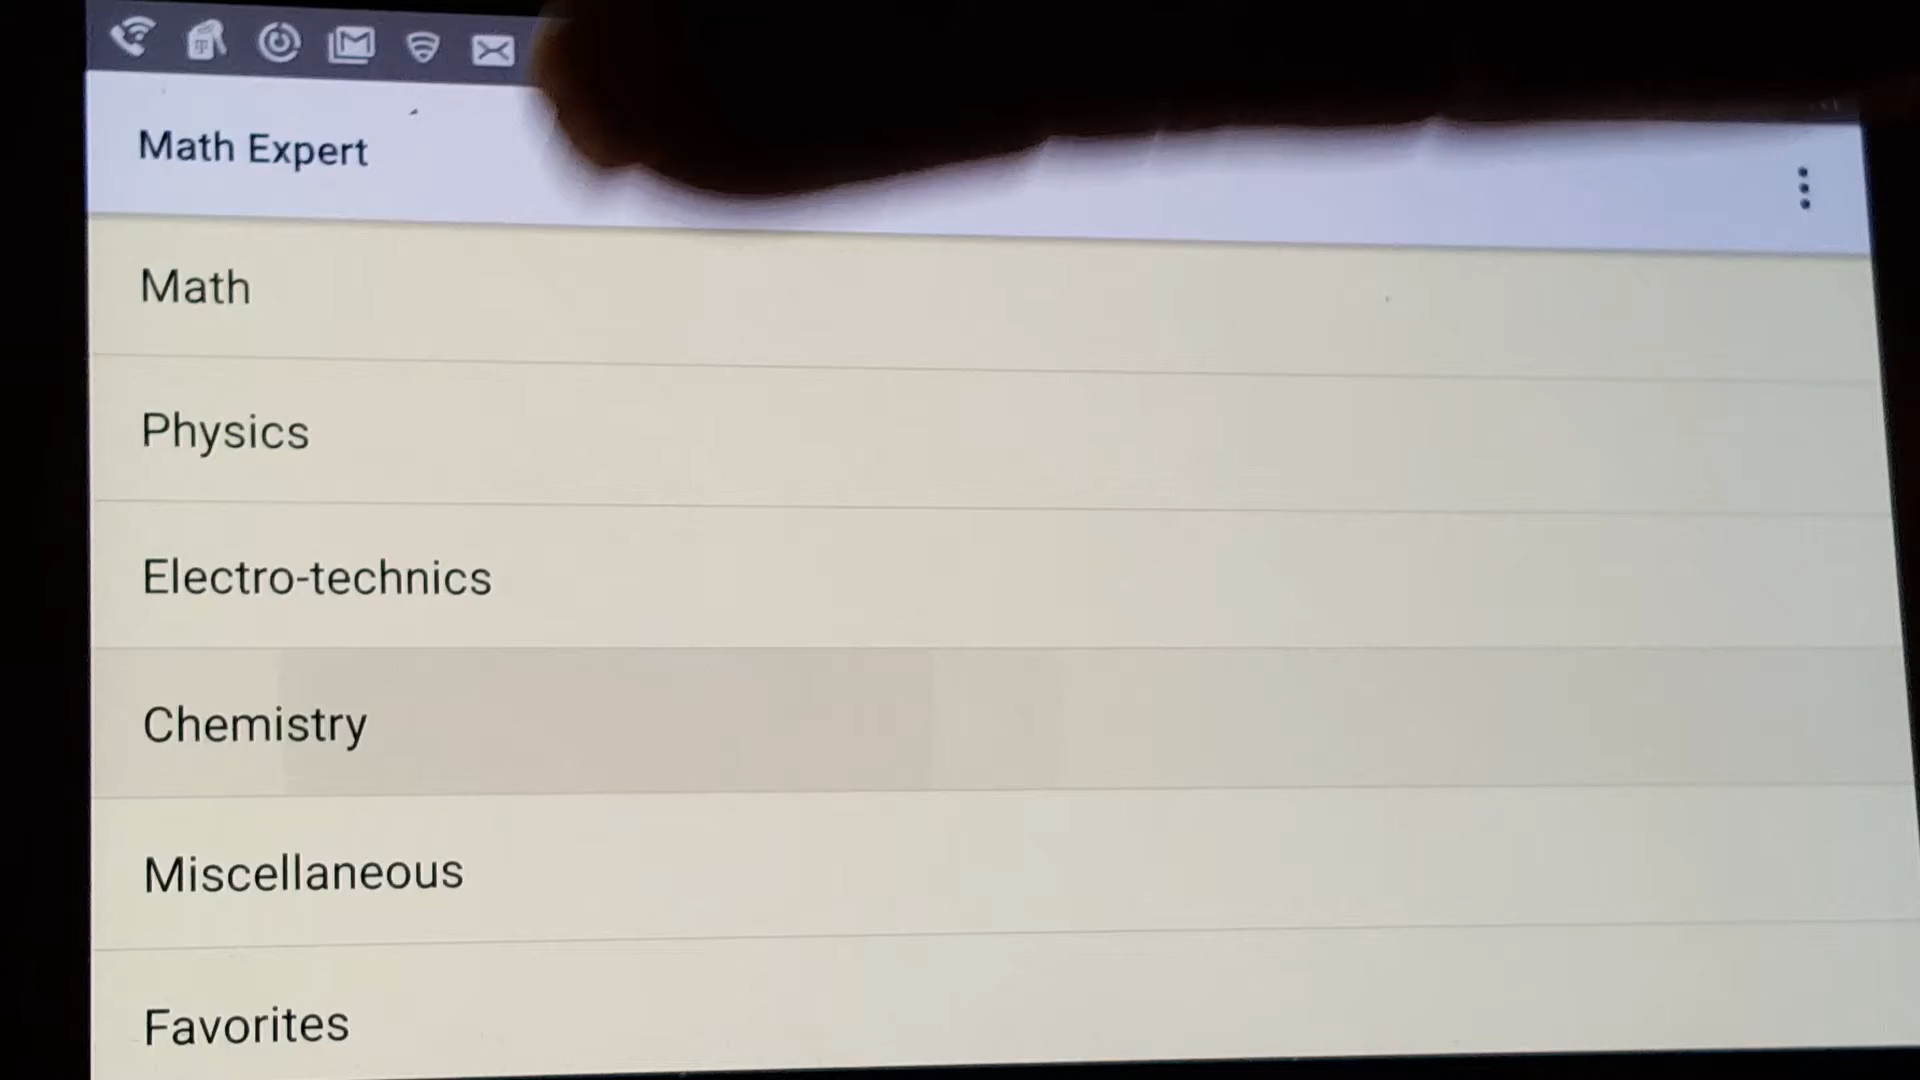 Math Expert
Math
Physics
Electro-technics
Chemistry
Miscellaneous
Favorites